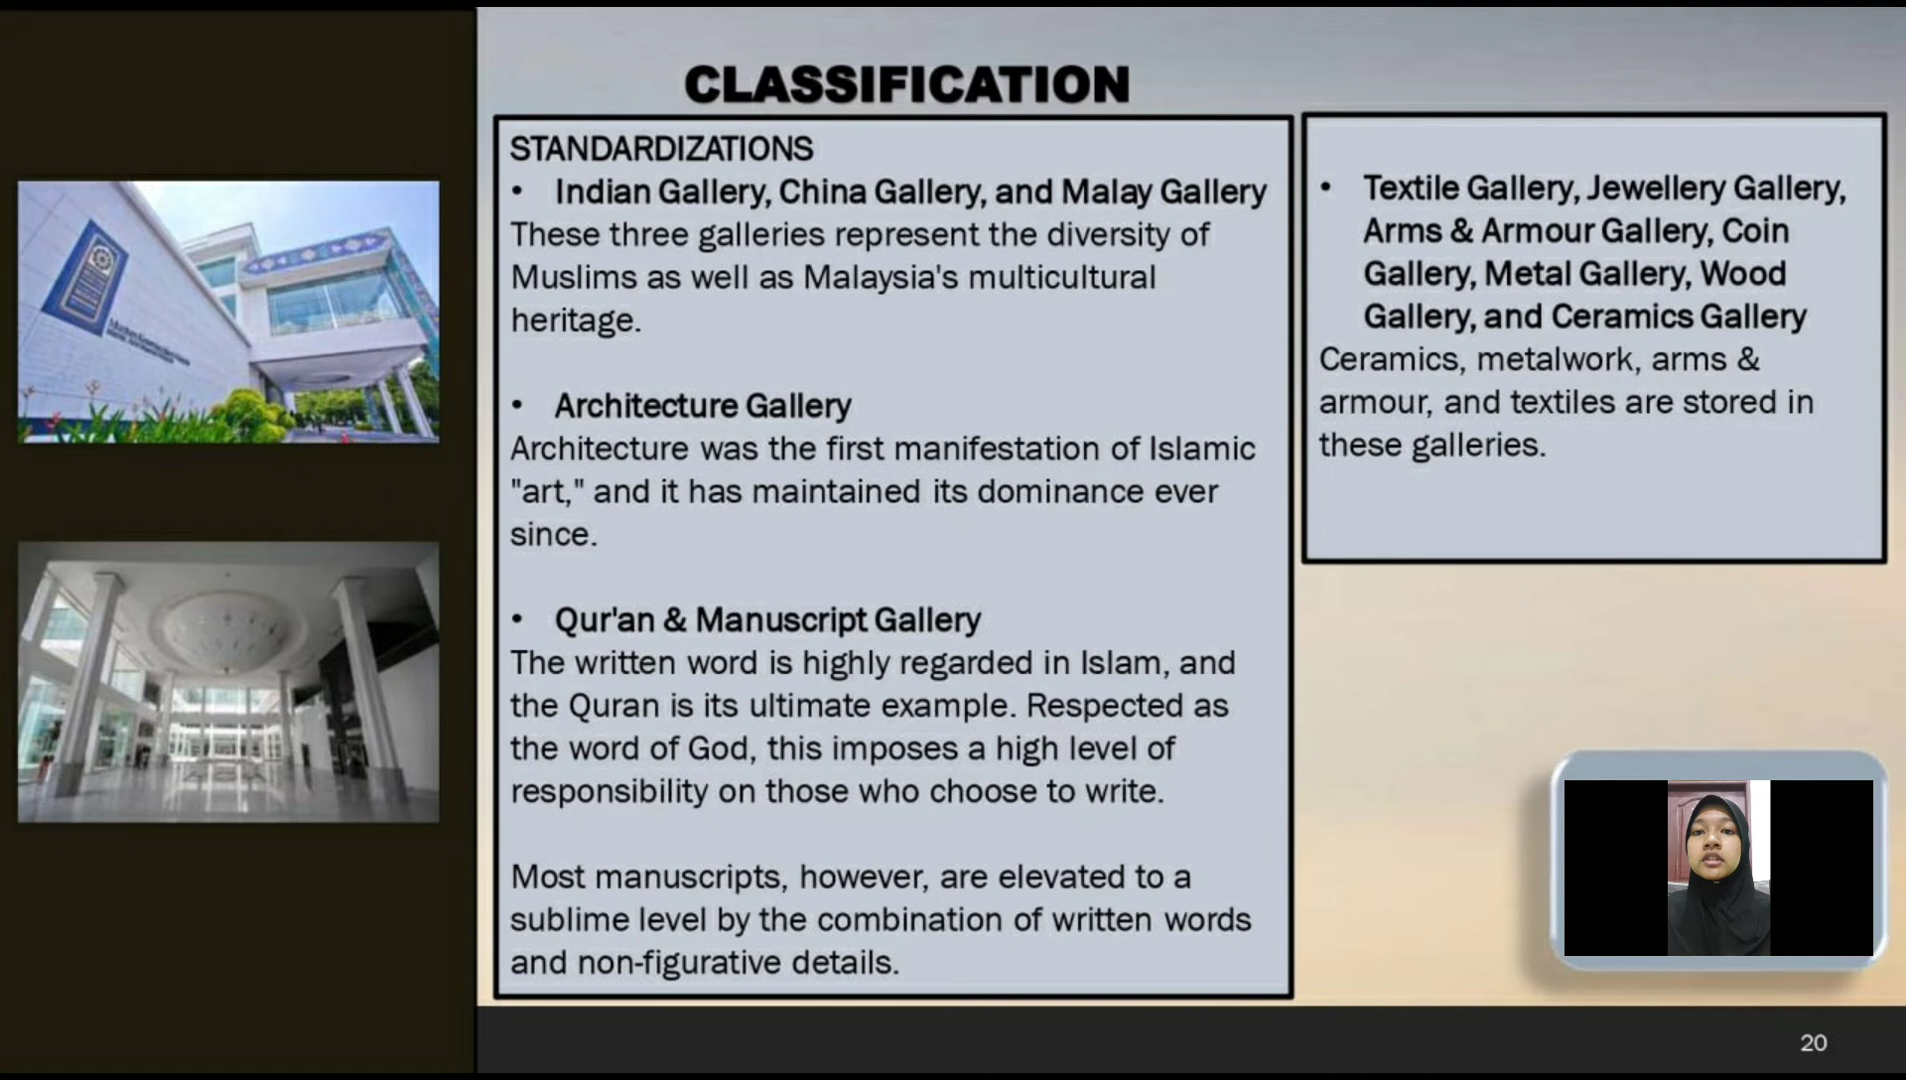 CLASSIFICATION
STANDARDIZATIONS
• Indian Gallery, China Gallery, and Malay Gallery
These three galleries represent the diversity of
Muslims as well as Malaysia's multicultural
heritage.
• Architecture Gallery
Architecture was the first manifestation of Islamic
"art," and it has maintained its dominance ever
since.
• Qur'an & Manuscript Gallery
The written word is highly regarded in Islam, and
the Quran is its ultimate example. Respected as
the word of God, this imposes a high level of
responsibility on those who choose to write.
Most manuscripts, however, are elevated to a
sublime level by the combination of written words
and non-figurative details.
• Textile Gallery, Jewellery Gallery,
Arms & Armour Gallery, Coin
Gallery, Metal Gallery, Wood
Gallery, and Ceramics Gallery
Ceramics, metalwork, arms &
armour, and textiles are stored in
these galleries.
20